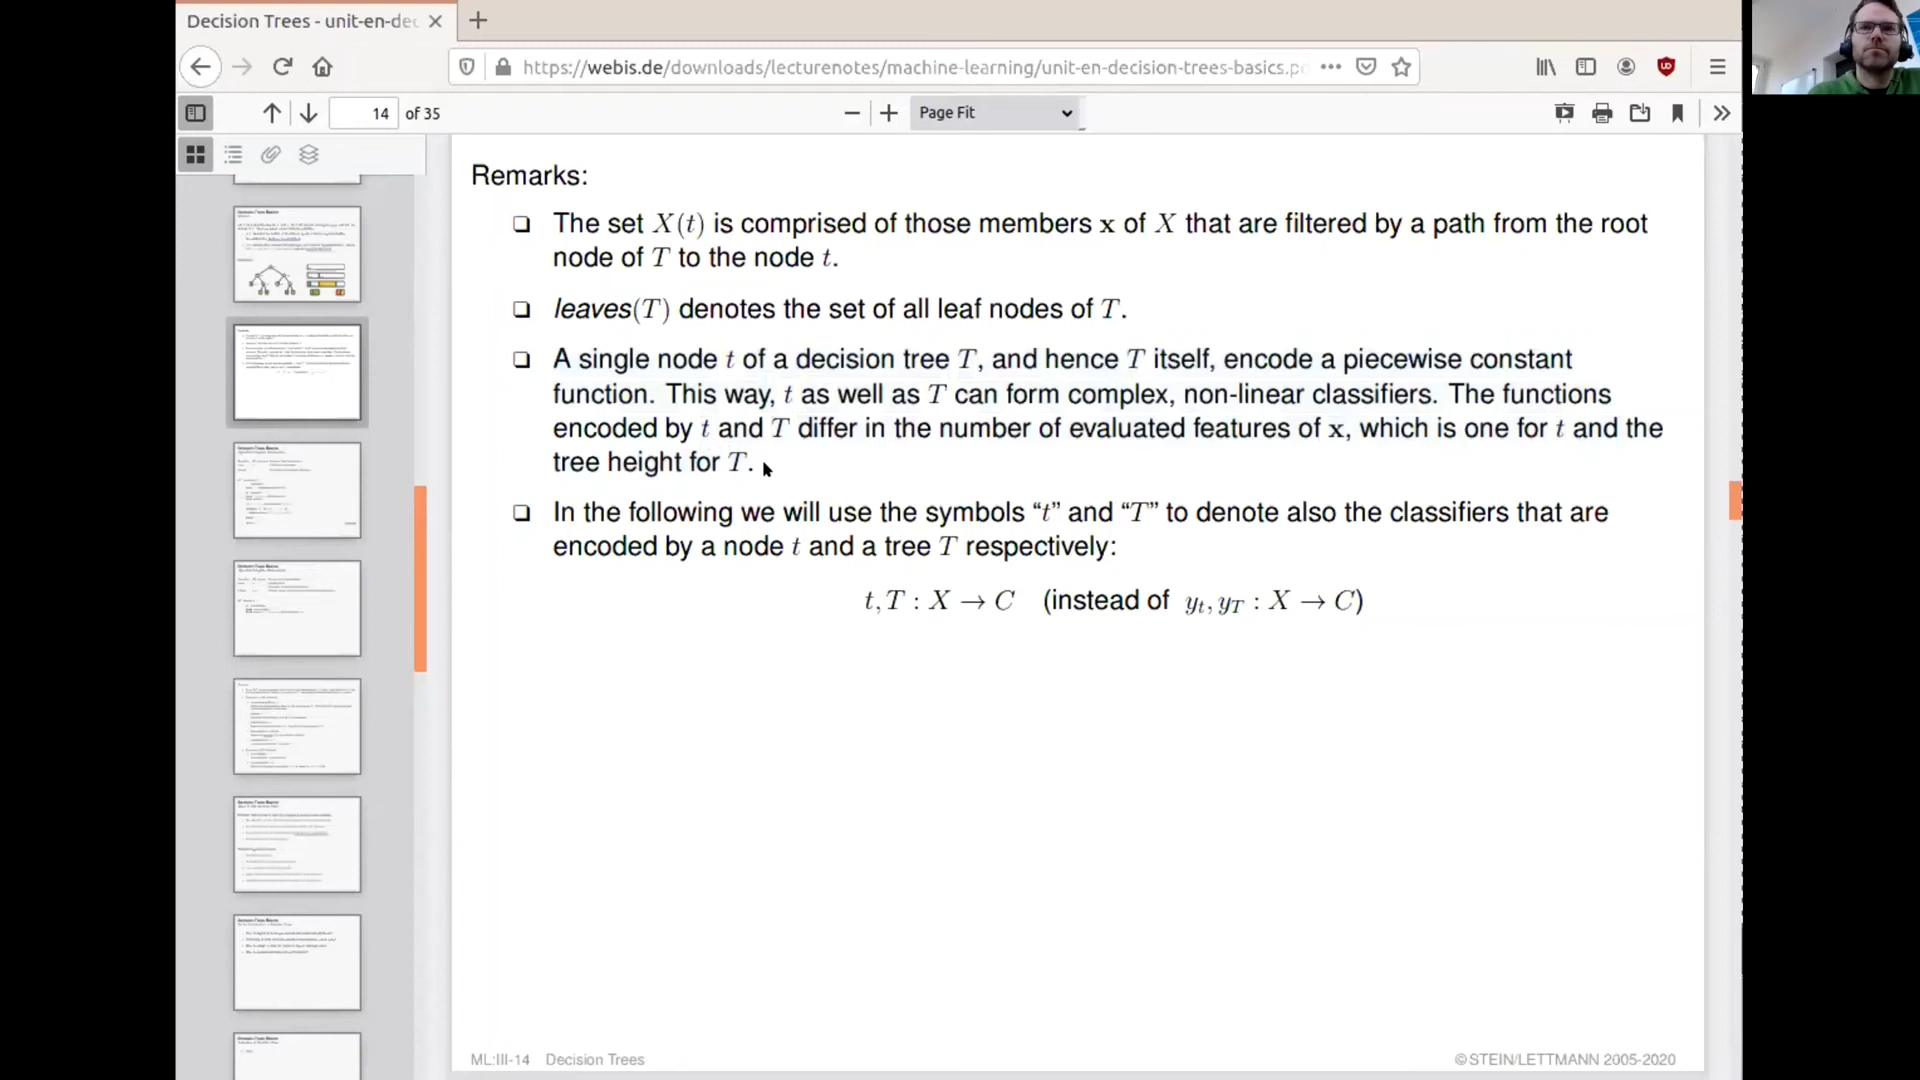 Decision Trees - unit-en-dec
https://webis.de/downloads/lecturenotes/machine-learning/unit-en-decision-trees-basics.p
14 of 35
Page Fit
Remarks:
❏ The set X(t) is comprised of those members x of X that are filtered by a path from the root
node of T to the node t.
❏ leaves(T) denotes the set of all leaf nodes of T.
❏ A single node t of a decision tree T, and hence T itself, encode a piecewise constant
function. This way, t as well as T can form complex, non-linear classifiers. The functions
encoded by t and T differ in the number of evaluated features of x, which is one for t and the
tree height for T.
❏ In the following we will use the symbols “t” and “T” to denote also the classifiers that are
encoded by a node t and a tree T respectively:
t, T : X → C (instead of y_t, y_T : X → C)
ML:III-14 Decision Trees
©STEIN/LETTMANN 2005-2020